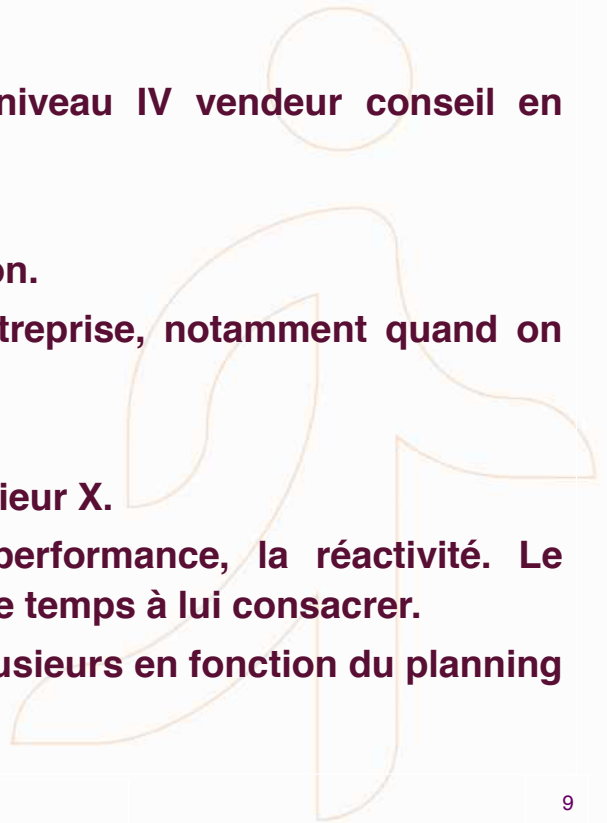 niveau IV vendeur conseil en
on.
treprise, notamment quand on
ieur X.
performance, la réactivité. Le
e temps à lui consacrer.
usieurs en fonction du planning
9